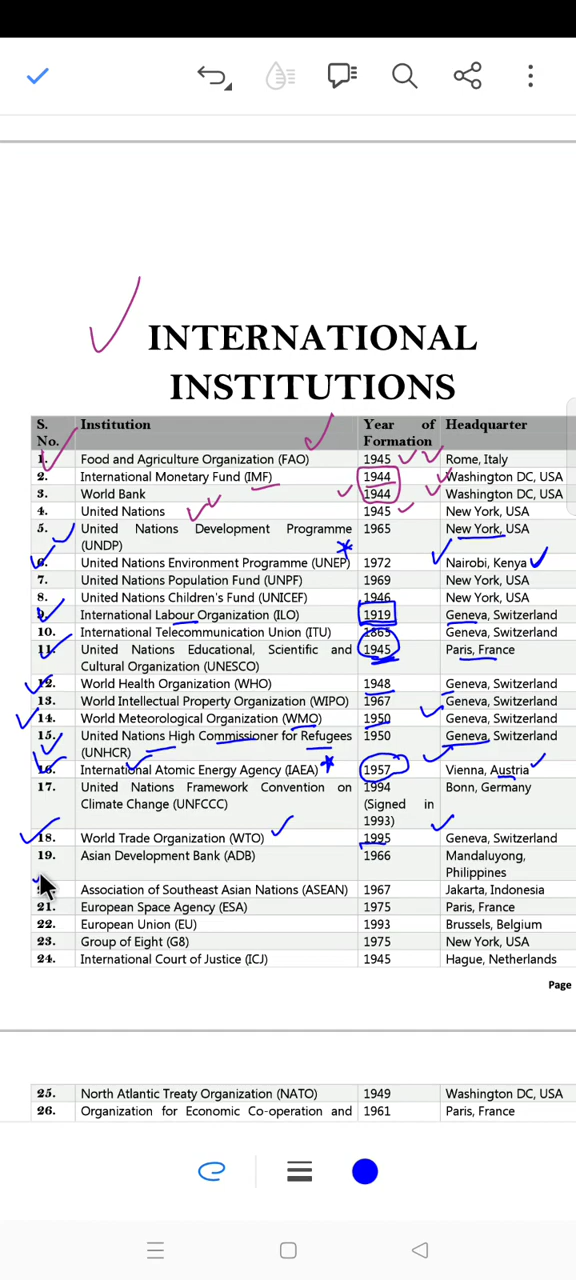 INTERNATIONAL
INSTITUTIONS
S. No. Institution Year of Formation Headquarter
1. Food and Agriculture Organization (FAO) 1945 Rome, Italy
2. International Monetary Fund (IMF) 1944 Washington DC, USA
3. World Bank 1944 Washington DC, USA
4. United Nations 1945 New York, USA
5. United Nations Development Programme (UNDP) 1965 New York, USA
6. United Nations Environment Programme (UNEP) 1972 Nairobi, Kenya
7. United Nations Population Fund (UNPF) 1969 New York, USA
8. United Nations Children's Fund (UNICEF) 1946 New York, USA
9. International Labour Organization (ILO) 1919 Geneva, Switzerland
10. International Telecommunication Union (ITU) 1865 Geneva, Switzerland
11. United Nations Educational, Scientific and Cultural Organization (UNESCO) 1945 Paris, France
12. World Health Organization (WHO) 1948 Geneva, Switzerland
13. World Intellectual Property Organization (WIPO) 1967 Geneva, Switzerland
14. World Meteorological Organization (WMO) 1950 Geneva, Switzerland
15. United Nations High Commissioner for Refugees (UNHCR) 1950 Geneva, Switzerland
16. International Atomic Energy Agency (IAEA) 1957 Vienna, Austria
17. United Nations Framework Convention on Climate Change (UNFCCC) 1994 (Signed in 1993) Bonn, Germany
18. World Trade Organization (WTO) 1995 Geneva, Switzerland
19. Asian Development Bank (ADB) 1966 Mandaluyong, Philippines
Association of Southeast Asian Nations (ASEAN) 1967 Jakarta, Indonesia
21. European Space Agency (ESA) 1975 Paris, France
22. European Union (EU) 1993 Brussels, Belgium
23. Group of Eight (G8) 1975 New York, USA
24. International Court of Justice (ICJ) 1945 Hague, Netherlands
Page
25. North Atlantic Treaty Organization (NATO) 1949 Washington DC, USA
26. Organization for Economic Co-operation and 1961 Paris, France